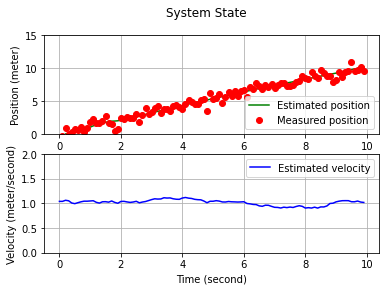 System State
Position (meter)
15
10
5
0
Estimated position
Measured position
Velocity (meter/second)
2.0
1.5
1.0
0.5
0.0
Estimated velocity
0
2
4
6
8
10
Time (second)